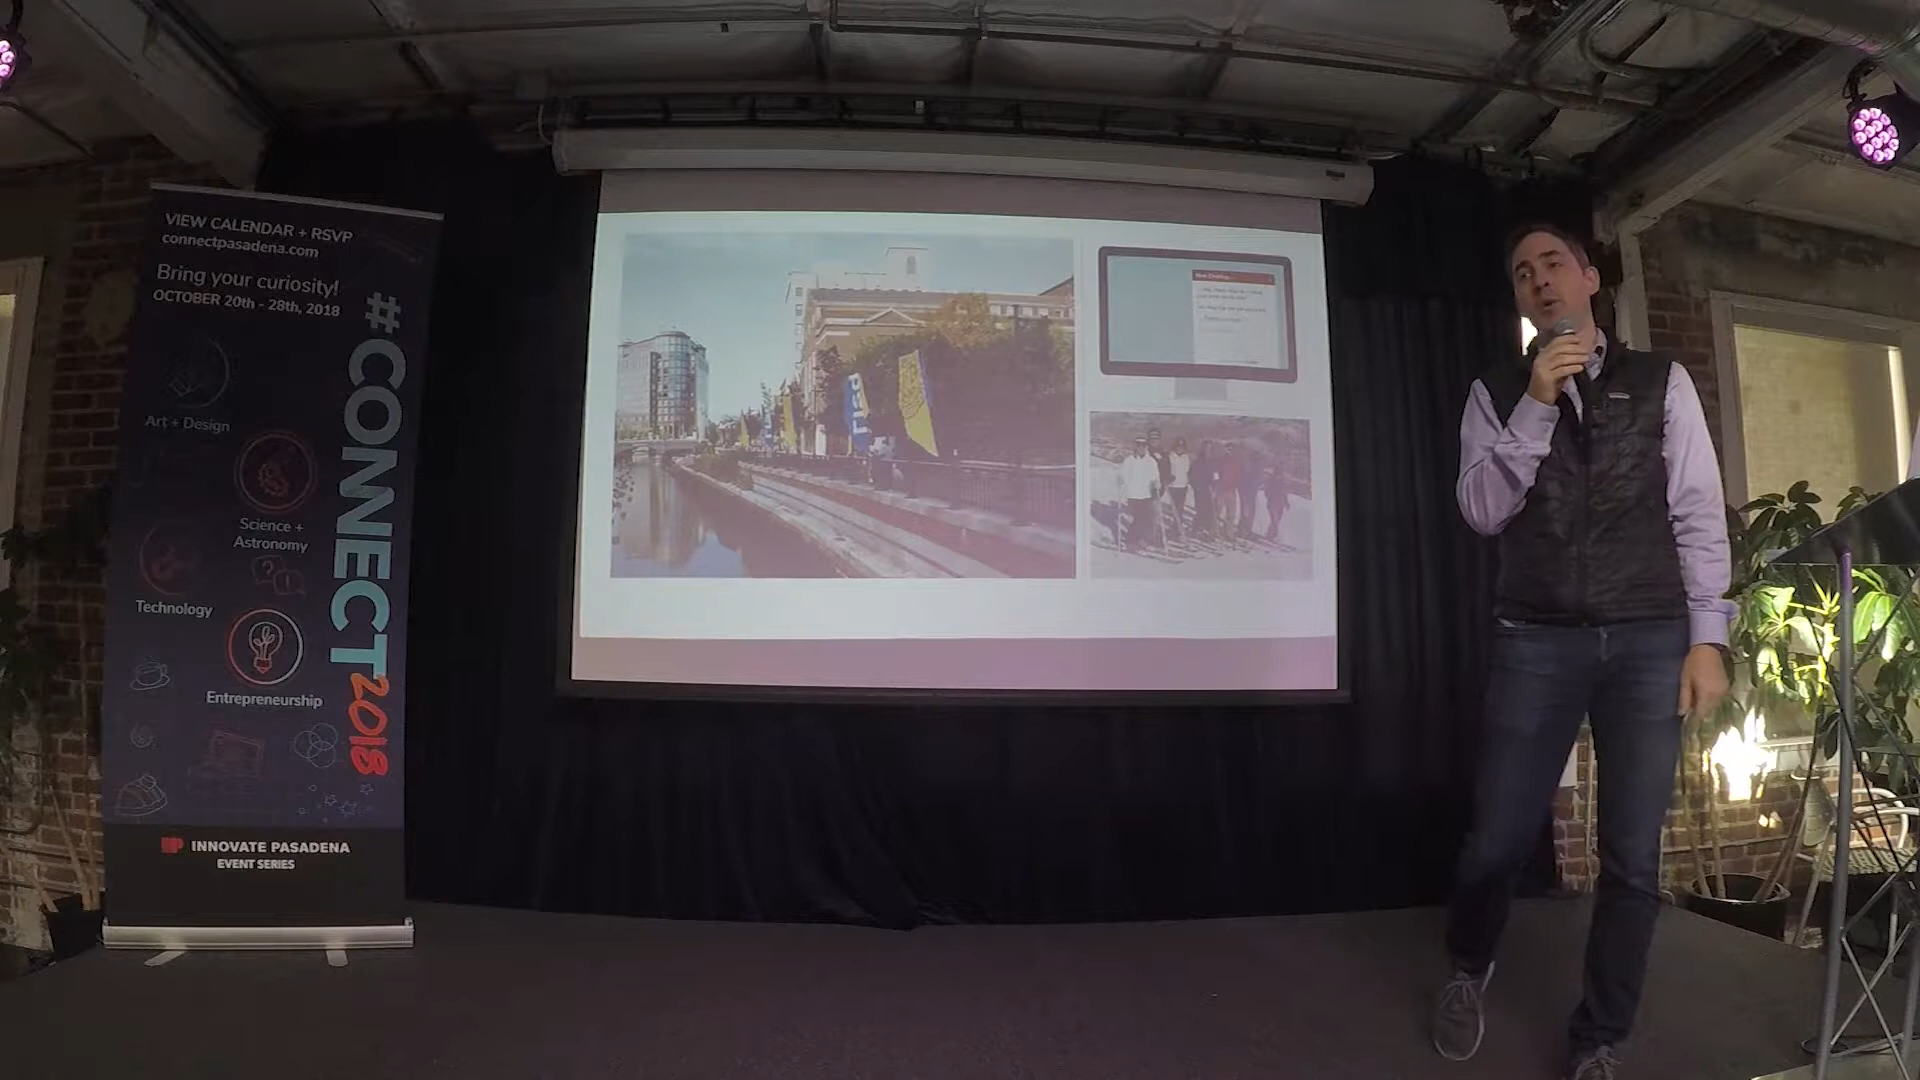 VIEW CALENDAR + RSVP
connectpasadena.com
Bring your curiosity!
OCTOBER 20th - 28th, 2018
#CONNECT2018
Art + Design
Science +
Astronomy
Technology
Entrepreneurship
INNOVATE PASADENA
EVENT SERIES